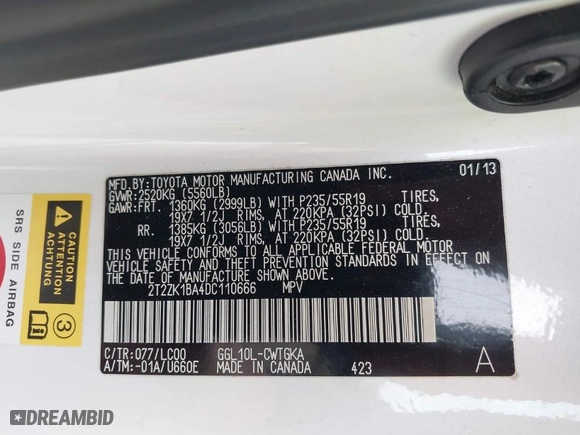 MFD.BY:TOYOTA MOTOR MANUFACTURING CANADA INC. 01/13
GVWR:2520KG (5560LB)
GAWR:FRT. 1360KG (2999LB) WITH P235/55R19 TIRES,
19X7 1/2J RIMS, AT 220KPA (32PSI) COLD.
RR. 1385KG (3056LB) WITH P235/55R19 TIRES,
19X7 1/2J RIMS, AT 220KPA (32PSI) COLD.
THIS VEHICLE CONFORMS TO ALL APPLICABLE FEDERAL MOTOR
VEHICLE SAFETY AND THEFT PREVENTION STANDARDS IN EFFECT ON
THE DATE OF MANUFACTURE SHOWN ABOVE.
2T2ZK1BA4DC110666 MPV
C/TR:077/LC00 GGL10L-CWTGKA
A/TM:-01A/U660E MADE IN CANADA 423 A
SRS SIDE AIRBAG
CAUTION
3
DREAMBID